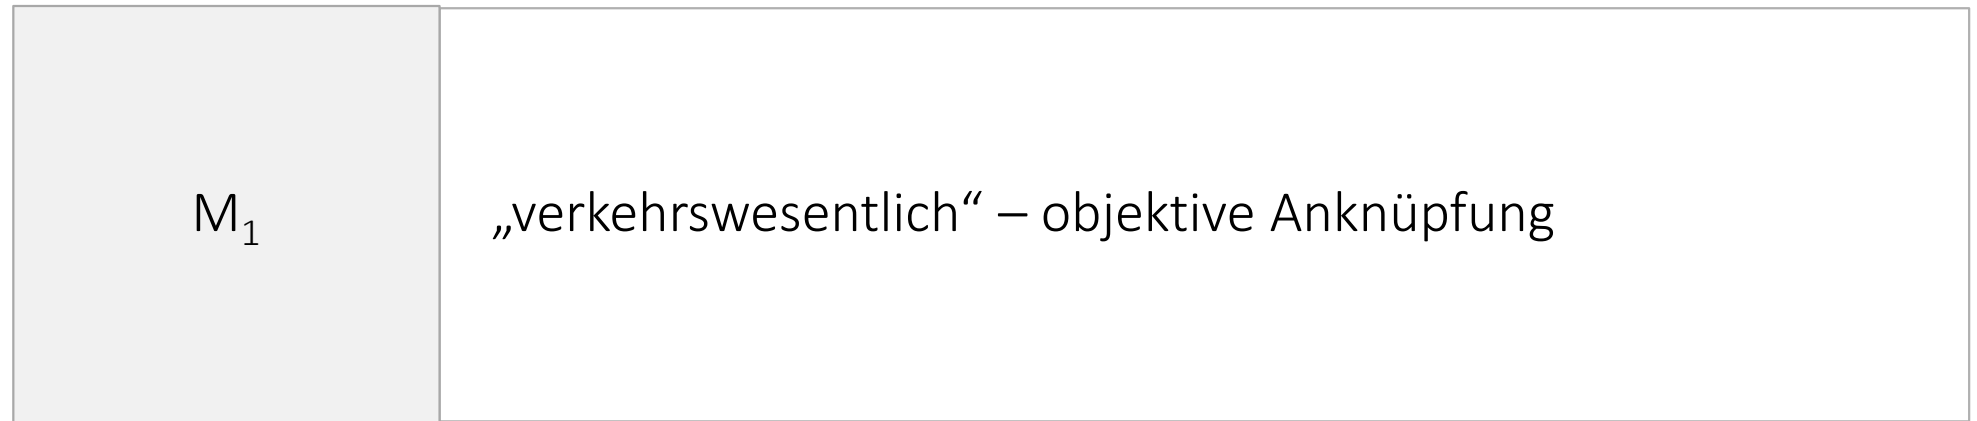 M₁
„verkehrswesentlich“ – objektive Anknüpfung